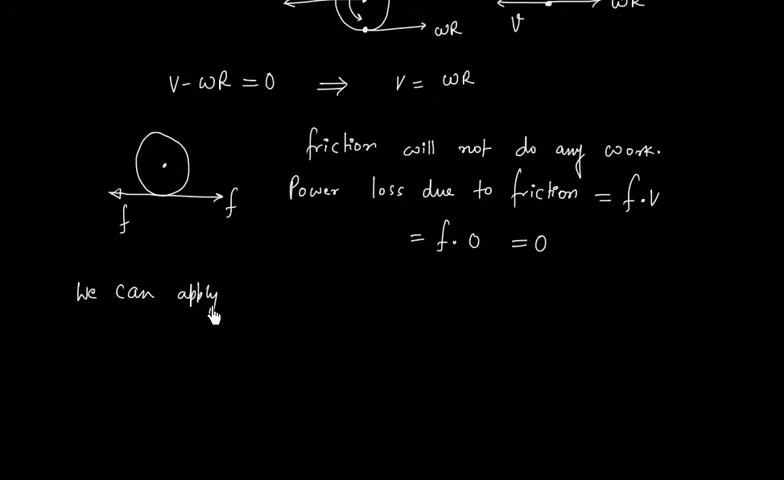 ωR
V
ωR
V - ωR = 0 ⟹ V = ωR
friction will not do any work.
f f
Power loss due to friction = f.V
= f. 0 = 0
We can apply